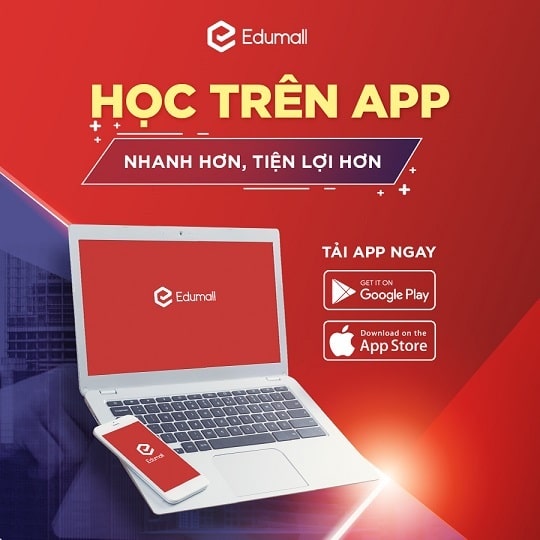 Edumall
HỌC TRÊN APP
NHANH HƠN, TIỆN LỢI HƠN
TẢI APP NGAY
GET IT ON
Google Play
Download on the
App Store
Edumall
Edumall